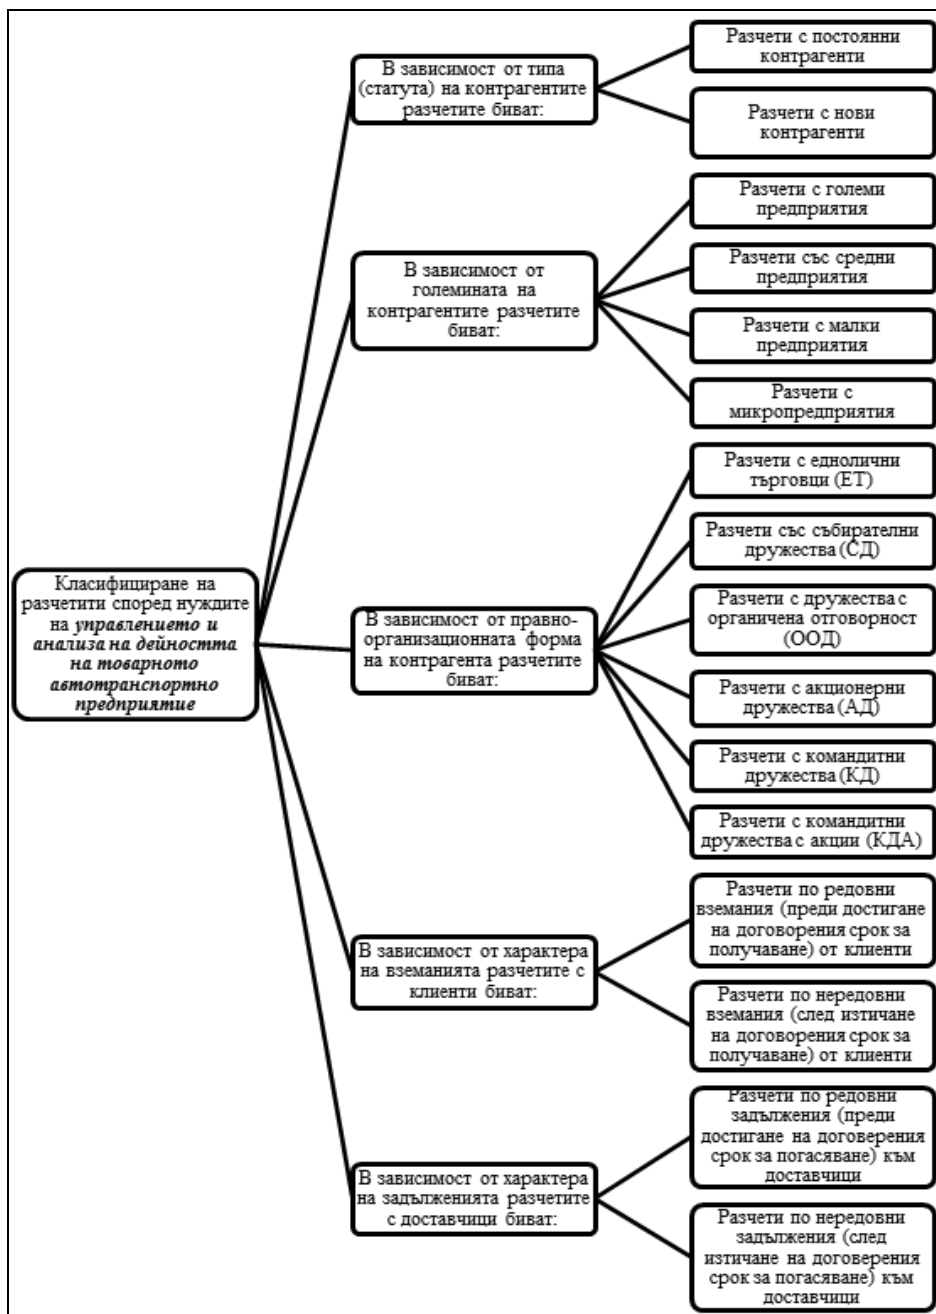 Класифициране на
разчетити според нуждите
на управлението и
анализа на дейността
на товарното
автотранспортно
предприятие
В зависимост от типа
(статута) на контрагентите
разчетите биват:
Разчети с постоянни
контрагенти
Разчети с нови
контрагенти
В зависимост от
големината на
контрагентите разчетите
биват:
Разчети с големи
предприятия
Разчети със средни
предприятия
Разчети с малки
предприятия
Разчети с
микропредприятия
В зависимост от правно-
организационната форма
на контрагента разчетите
биват:
Разчети с еднолични
търговци (ЕТ)
Разчети със събирателни
дружества (СД)
Разчети с дружества с
органичена отговорност
(ООД)
Разчети с акционерни
дружества (АД)
Разчети с командитни
дружества (КД)
Разчети с командитни
дружества с акции (КДА)
В зависимост от характера
на вземанията разчетите с
клиенти биват:
Разчети по редовни
вземания (преди достигане
на договорения срок за
получаване) от клиенти
Разчети по нередовни
вземания (след изтичане
на договорения срок за
получаване) от клиенти
В зависимост от характера
на задълженията разчетите
с доставчици биват:
Разчети по редовни
задължения (преди
достигане на договерения
срок за погасяване) към
доставчици
Разчети по нередовни
задължения (след
изтичане на договерения
срок за погасяване) към
доставчици